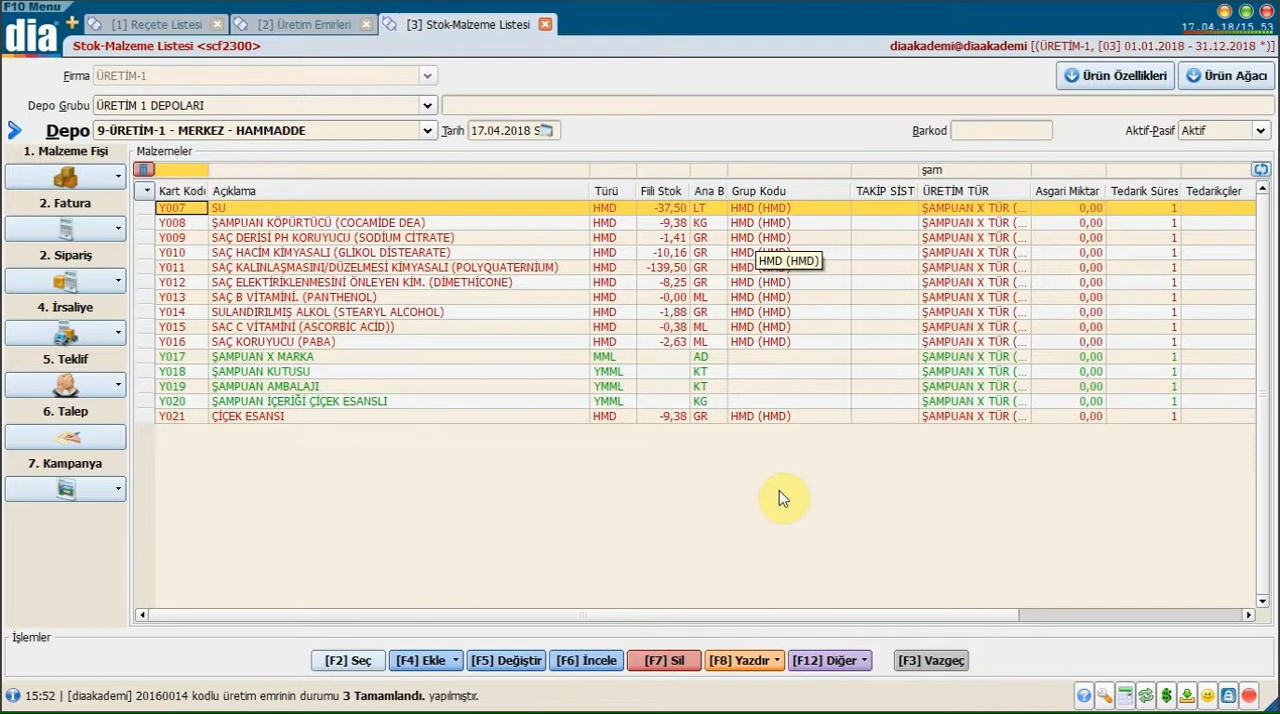 F10 Menu
dia
[1] Reçete Listesi
[2] Üretim Emirleri
[3] Stok-Malzeme Listesi
17.04.18/15.53
Stok-Malzeme Listesi <scf2300>
diaakademi@diaakademi [(ÜRETİM-1, [03] 01.01.2018 - 31.12.2018 *)]
Firma ÜRETİM-1
Ürün Özellikleri
Ürün Ağacı
Depo Grubu ÜRETİM 1 DEPOLARI
Depo 9-ÜRETİM-1 - MERKEZ - HAMMADDE
Tarih 17.04.2018 S
Barkod
Aktif-Pasif Aktif
1. Malzeme Fişi
2. Fatura
2. Sipariş
4. İrsaliye
5. Teklif
6. Talep
7. Kampanya
Malzemeler
şam
Kart Kodu Açıklama Türü Fiili Stok Ana B Grup Kodu TAKİP SİST ÜRETİM TÜR Asgari Miktar Tedarik Süres Tedarikçiler
Y007 SU HMD -37,50 LT HMD (HMD) ŞAMPUAN X TÜR (... 0,00 1
Y008 ŞAMPUAN KÖPÜRTÜCÜ (COCAMİDE DEA) HMD -9,38 KG HMD (HMD) ŞAMPUAN X TÜR (... 0,00 1
Y009 SAÇ DERİSİ PH KORUYUCU (SODİUM CİTRATE) HMD -1,41 GR HMD (HMD) ŞAMPUAN X TÜR (... 0,00 1
Y010 SAÇ HACİM KİMYASALI (GLİKOL DİSTEARATE) HMD -10,16 GR HMD (HMD) ŞAMPUAN X TÜR (... 0,00 1
HMD (HMD)
Y011 SAÇ KALINLAŞMASINI/DÜZELMESİ KİMYASALI (POLYQUATERNİUM) HMD -139,50 GR HMD (HMD) ŞAMPUAN X TÜR (... 0,00 1
Y012 SAÇ ELEKTİRİKLENMESİNİ ÖNLEYEN KİM. (DİMETHİCONE) HMD -8,25 GR HMD (HMD) ŞAMPUAN X TÜR (... 0,00 1
Y013 SAÇ B VİTAMİNİ. (PANTHENOL) HMD -0,00 ML HMD (HMD) ŞAMPUAN X TÜR (... 0,00 1
Y014 SULANDIRILMIŞ ALKOL (STEARYL ALCOHOL) HMD -1,88 GR HMD (HMD) ŞAMPUAN X TÜR (... 0,00 1
Y015 SAC C VİTAMİNİ (ASCORBİC ACİD)) HMD -0,38 ML HMD (HMD) ŞAMPUAN X TÜR (... 0,00 1
Y016 SAÇ KORUYUCU (PABA) HMD -2,63 ML HMD (HMD) ŞAMPUAN X TÜR (... 0,00 1
Y017 ŞAMPUAN X MARKA MML AD ŞAMPUAN X TÜR (... 0,00 1
Y018 ŞAMPUAN KUTUSU YMML KT ŞAMPUAN X TÜR (... 0,00 1
Y019 ŞAMPUAN AMBALAJI YMML KT ŞAMPUAN X TÜR (... 0,00 1
Y020 ŞAMPUAN İÇERİĞİ ÇİÇEK ESANSLI YMML KG ŞAMPUAN X TÜR (... 0,00 1
Y021 ÇİÇEK ESANSI HMD -9,38 GR HMD (HMD) ŞAMPUAN X TÜR (... 0,00 1
İşlemler
[F2] Seç
[F4] Ekle
[F5] Değiştir
[F6] İncele
[F7] Sil
[F8] Yazdır
[F12] Diğer
[F3] Vazgeç
15:52 | [diaakademi] 20160014 kodlu üretim emrinin durumu 3 Tamamlandı. yapılmıştır.